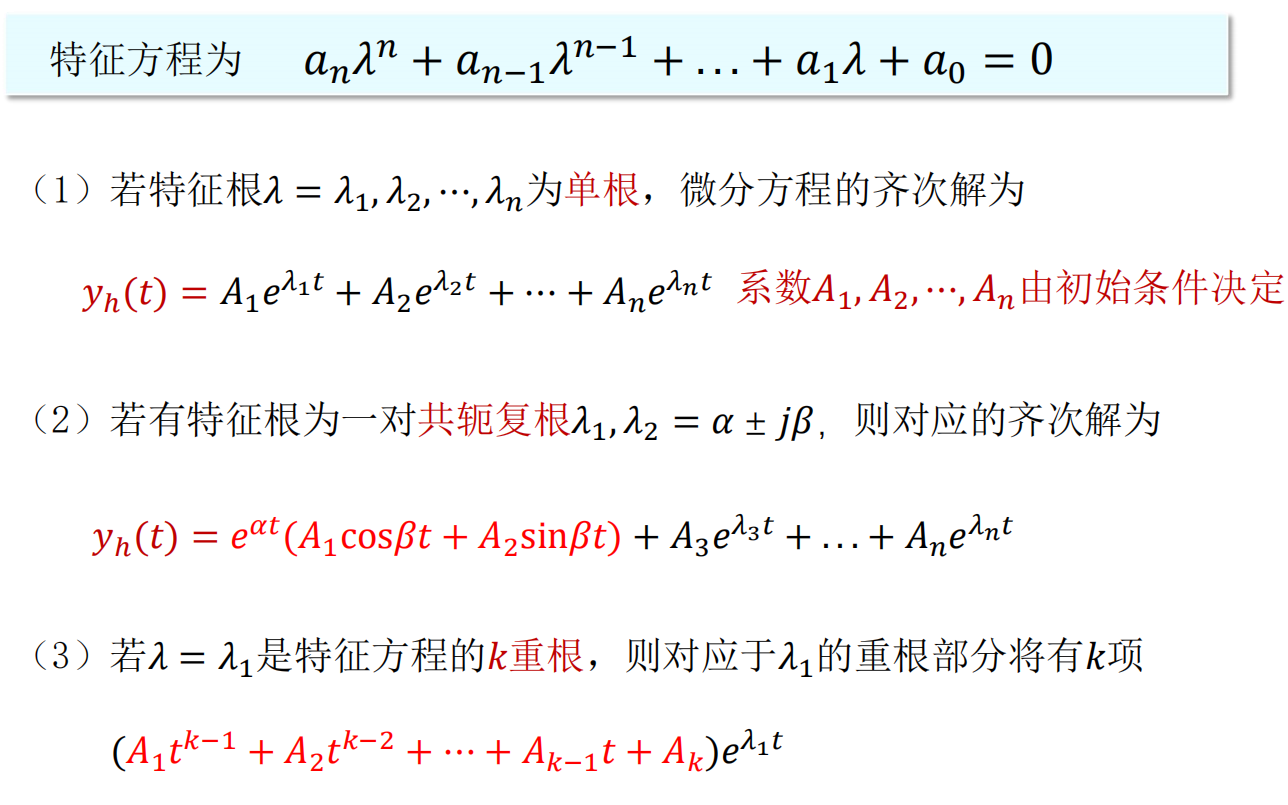 特征方程为 aₙλⁿ + aₙ₋₁λⁿ⁻¹ + ... + a₁λ + a₀ = 0
（1）若特征根λ = λ₁, λ₂, ⋯, λₙ为单根，微分方程的齐次解为
yₕ(t) = A₁e^{λ₁t} + A₂e^{λ₂t} + ⋯ + Aₙe^{λₙt} 系数A₁, A₂, ⋯, Aₙ由初始条件决定
（2）若有特征根为一对共轭复根λ₁, λ₂ = α ± jβ，则对应的齐次解为
yₕ(t) = e^{αt}(A₁cosβt + A₂sinβt) + A₃e^{λ₃t} + ... + Aₙe^{λₙt}
（3）若λ = λ₁是特征方程的k重根，则对应于λ₁的重根部分将有k项
(A₁t^{k−1} + A₂t^{k−2} + ⋯ + Aₖ₋₁t + Aₖ)e^{λ₁t}